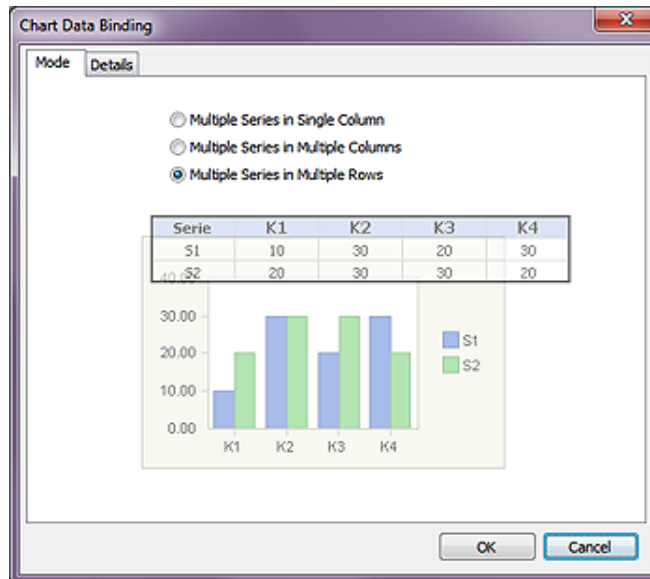 Chart Data Binding
Mode Details
Multiple Series in Single Column
Multiple Series in Multiple Columns
Multiple Series in Multiple Rows
Serie K1 K2 K3 K4
S1 10 30 20 30
S2 20 30 30 20
40.00
30.00
20.00
10.00
0.00
K1 K2 K3 K4
S1
S2
OK Cancel